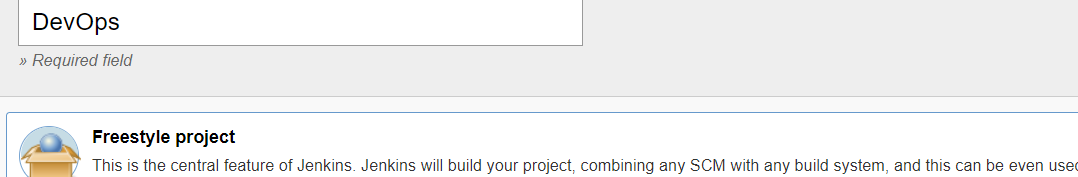 DevOps
» Required field
Freestyle project
This is the central feature of Jenkins. Jenkins will build your project, combining any SCM with any build system, and this can be even used